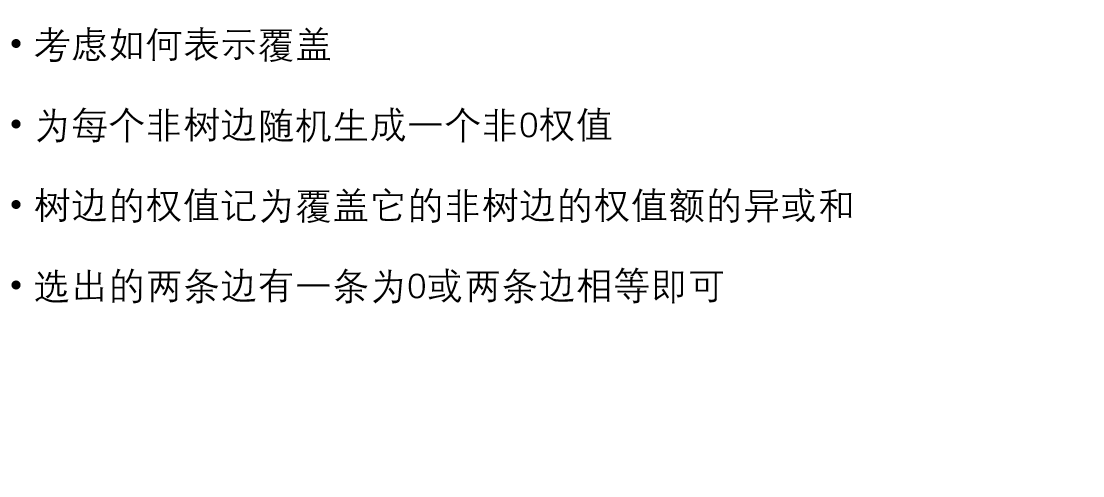 • 考虑如何表示覆盖
• 为每个非树边随机生成一个非0权值
• 树边的权值记为覆盖它的非树边的权值额的异或和
• 选出的两条边有一条为0或两条边相等即可